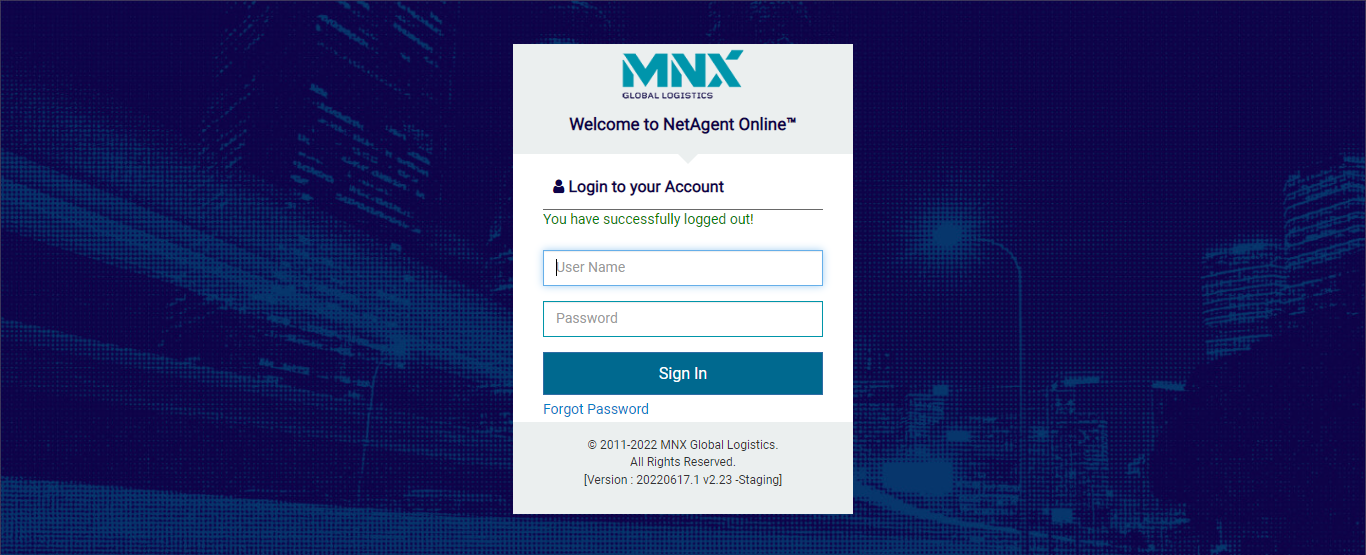 MNX
GLOBAL LOGISTICS
Welcome to NetAgent Online™
Login to your Account
You have successfully logged out!
User Name
Password
Sign In
Forgot Password
© 2011-2022 MNX Global Logistics.
All Rights Reserved.
[Version : 20220617.1 v2.23 -Staging]